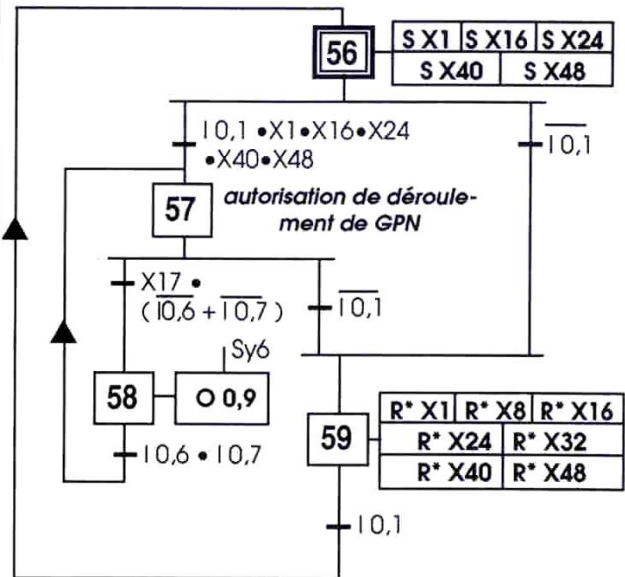 56
S X1 S X16 S X24
S X40 S X48
I 0,1 •X1•X16•X24
•X40•X48
I̅ ̅0̅,̅1̅
57
autorisation de déroule-
ment de GPN
X17 •
( I̅0̅,̅6̅ + I̅ ̅0̅,̅7̅ )
I̅ ̅0̅,̅1̅
Sy6
58
O 0,9
I 0,6 • I 0,7
59
R* X1 R* X8 R* X16
R* X24 R* X32
R* X40 R* X48
I 0,1